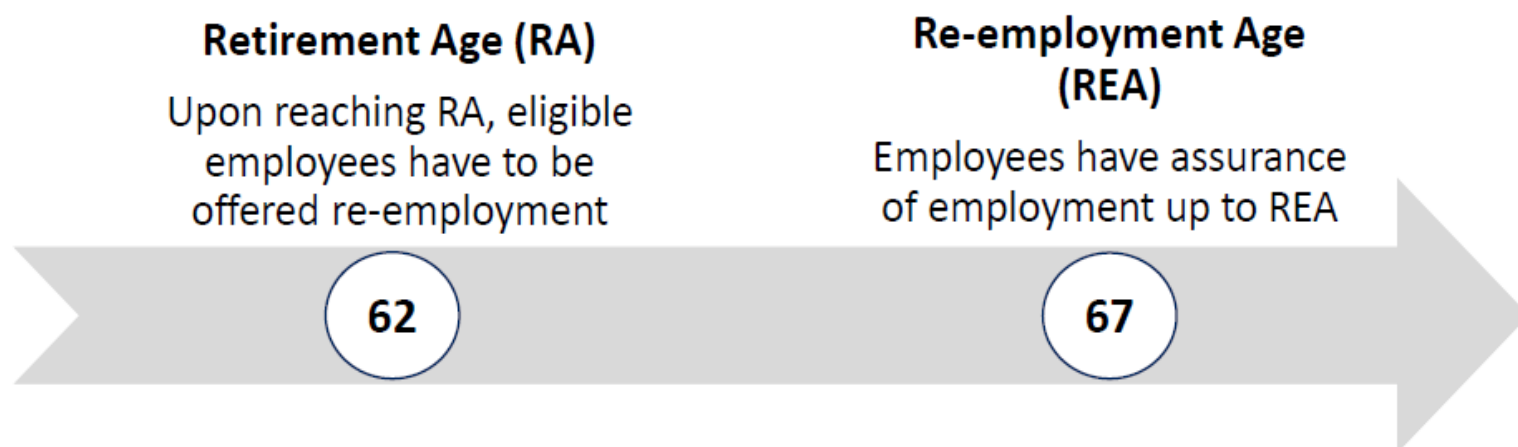 Retirement Age (RA)
Upon reaching RA, eligible
employees have to be
offered re-employment
62
Re-employment Age
(REA)
Employees have assurance
of employment up to REA
67